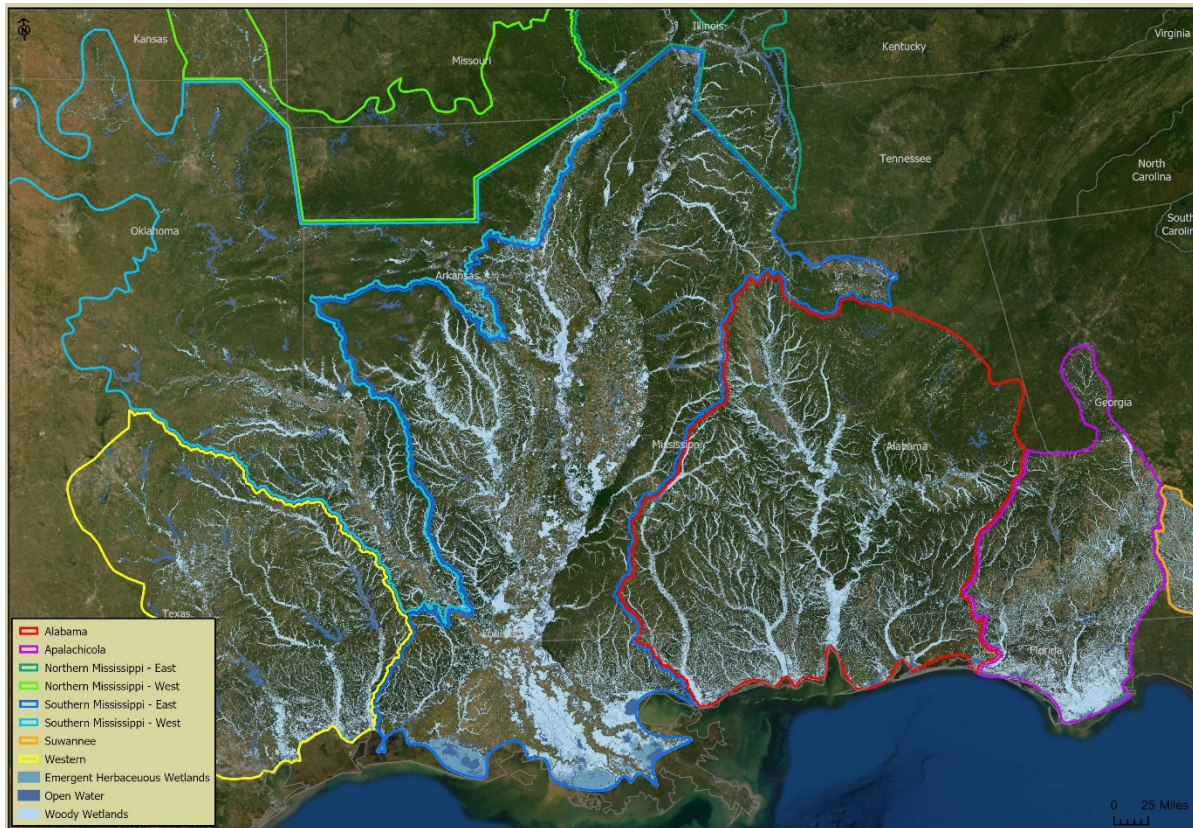 N
Illinois
Virginia
Kansas
Kentucky
Missouri
Tennessee
North
Carolina
South
Carolin
Oklahoma
Arkansas
Georgia
Mississippi
Alabama
Texas
Florida
Alabama
Apalachicola
Northern Mississippi - East
Northern Mississippi - West
Southern Mississippi - East
Southern Mississippi - West
Suwannee
Western
Emergent Herbaceuous Wetlands
Open Water
Woody Wetlands
0 25 Miles